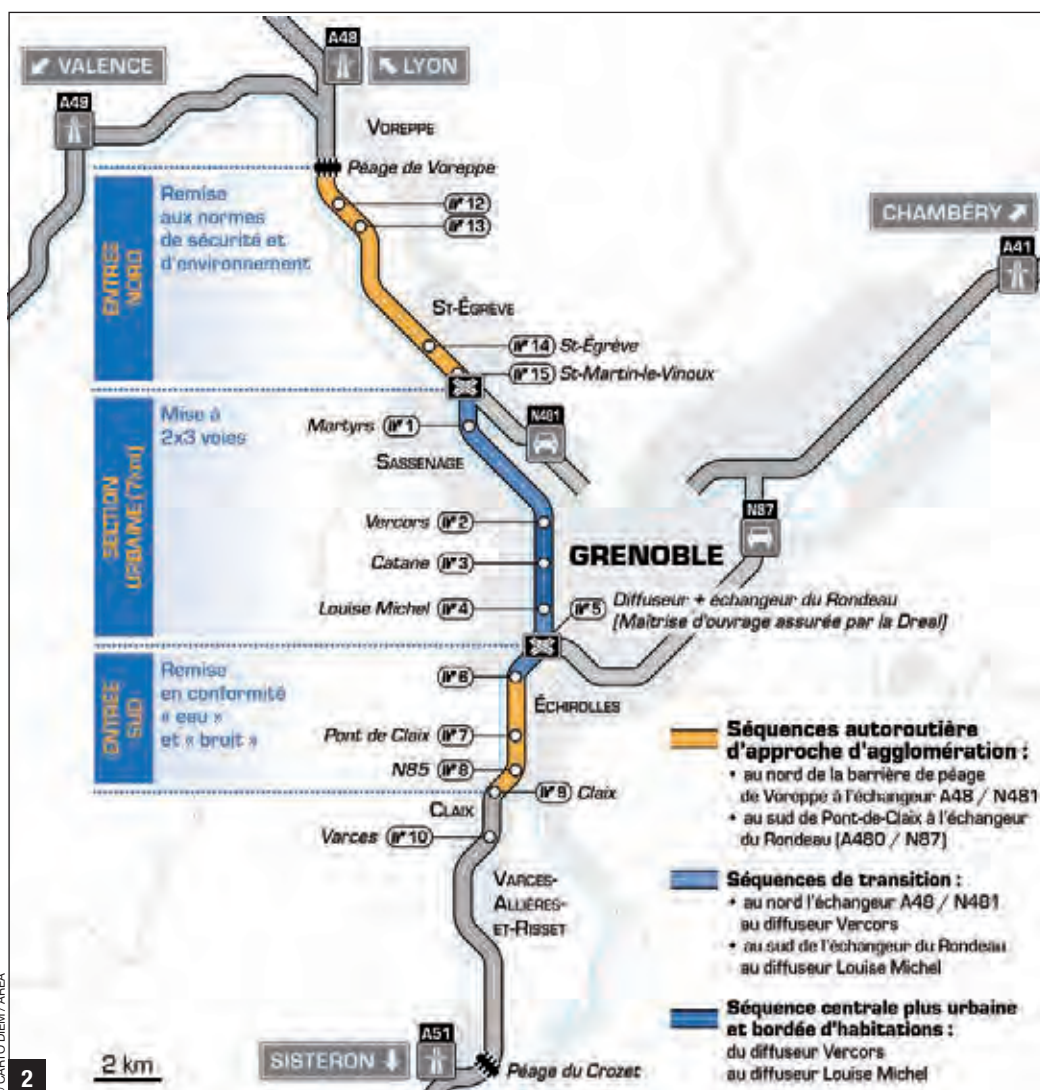 A48
VALENCE
LYON
A49
VOREPPE
Péage de Voreppe
ENTRÉE
NORD
Remise
aux normes
de sécurité et
d'environnement
N° 12
N° 13
CHAMBÉRY
A41
ST-ÉGRÈVE
N° 14 St-Égrève
N° 15 St-Martin-le-Vinoux
SECTION
URBAINE (7km)
Mise à
2x3 voies
N481
Martyrs N° 1
SASSENAGE
Vercors N° 2
N87
GRENOBLE
Catane N° 3
Louise Michel N° 4
N° 5 Diffuseur + échangeur du Rondeau
(Maîtrise d'ouvrage assurée par la Dreal)
ENTRÉE
SUD
Remise
en conformité
« eau »
et « bruit »
N° 6
ÉCHIROLLES
Pont de Claix N° 7
N85 N° 8
N° 9 Claix
CLAIX
Varces N° 10
VARCES-
ALLIÈRES-
ET-RISSET
Séquences autoroutière
d'approche d'agglomération :
• au nord de la barrière de péage
de Voreppe à l'échangeur A48 / N481
• au sud de Pont-de-Claix à l'échangeur
du Rondeau (A480 / N87)
Séquences de transition :
• au nord l'échangeur A48 / N481
au diffuseur Vercors
• au sud de l'échangeur du Rondeau
au diffuseur Louise Michel
Séquence centrale plus urbaine
et bordée d'habitations :
du diffuseur Vercors
au diffuseur Louise Michel
A51
SISTERON
Péage du Crozet
2 km
2
CARTO DIEM / AREA